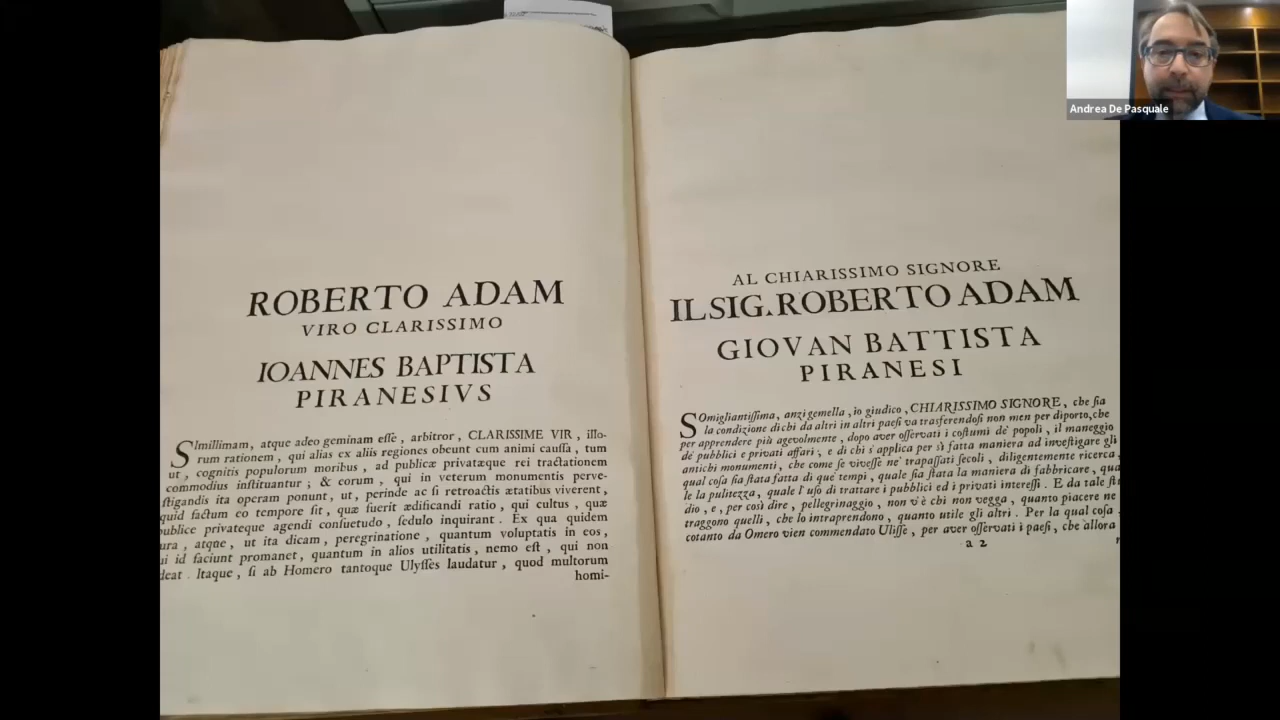 Andrea De Pasquale
ROBERTO ADAM
VIRO CLARISSIMO
IOANNES BAPTISTA
PIRANESIVS
SImillimam, atque adeo geminam eſſe, arbitror, CLARISSIME VIR, illo-
rum rationem, qui alias ex aliis regiones obeunt cum animi cauſſa, tum
ut, cognitis populorum moribus, ad publicæ privatæque rei tractationem
commodius inſtituantur; & eorum, qui in veterum monumentis perve-
ſtigandis ita operam ponunt, ut, perinde ac ſi retroactis ætatibus viverent,
quid factum eo tempore ſit, quæ fuerit ædificandi ratio, qui cultus, quæ
publice privateque agendi conſuetudo, ſedulo inquirant. Ex qua quidem
ura, atque, ut ita dicam, peregrinatione, quantum voluptatis in eos,
ui id faciunt promanet, quantum in alios utilitatis, nemo eſt, qui non
deat. Itaque, ſi ab Homero tantoque Ulyſſes laudatur, quod multorum
homi-
AL CHIARISSIMO SIGNORE
IL SIG. ROBERTO ADAM
GIOVAN BATTISTA
PIRANESI
SOmigliantiſſima, anzi gemella, io giudico, CHIARISSIMO SIGNORE, che ſia
la condizione di chi da altri in altri paeſi va trasferendoſi non men per diporto, che
per apprendere più agevolmente, dopo aver oſſervati i coſtumi de' popoli, il maneggio
de' pubblici e privati affari; e di chi s'applica per sì fatta maniera ad inveſtigare gli
antichi monumenti, che come ſe viveſſe ne' trapaſſati ſecoli, diligentemente ricerca
qual coſa ſia ſtata fatta di que' tempi, quale ſia ſtata la maniera di fabbricare, qua
le la pulitezza, quale l'uſo di trattare i pubblici ed i privati intereſſi. E da tale ſtu
dio, e, per così dire, pellegrinaggio, non v'è chi non vegga, quanto piacere ne
traggono quelli, che lo intraprendono, quanto utile gli altri. Per la qual coſa
cotanto da Omero vien commendato Uliſſe, per aver oſſervati i paeſi, che allora
a 2